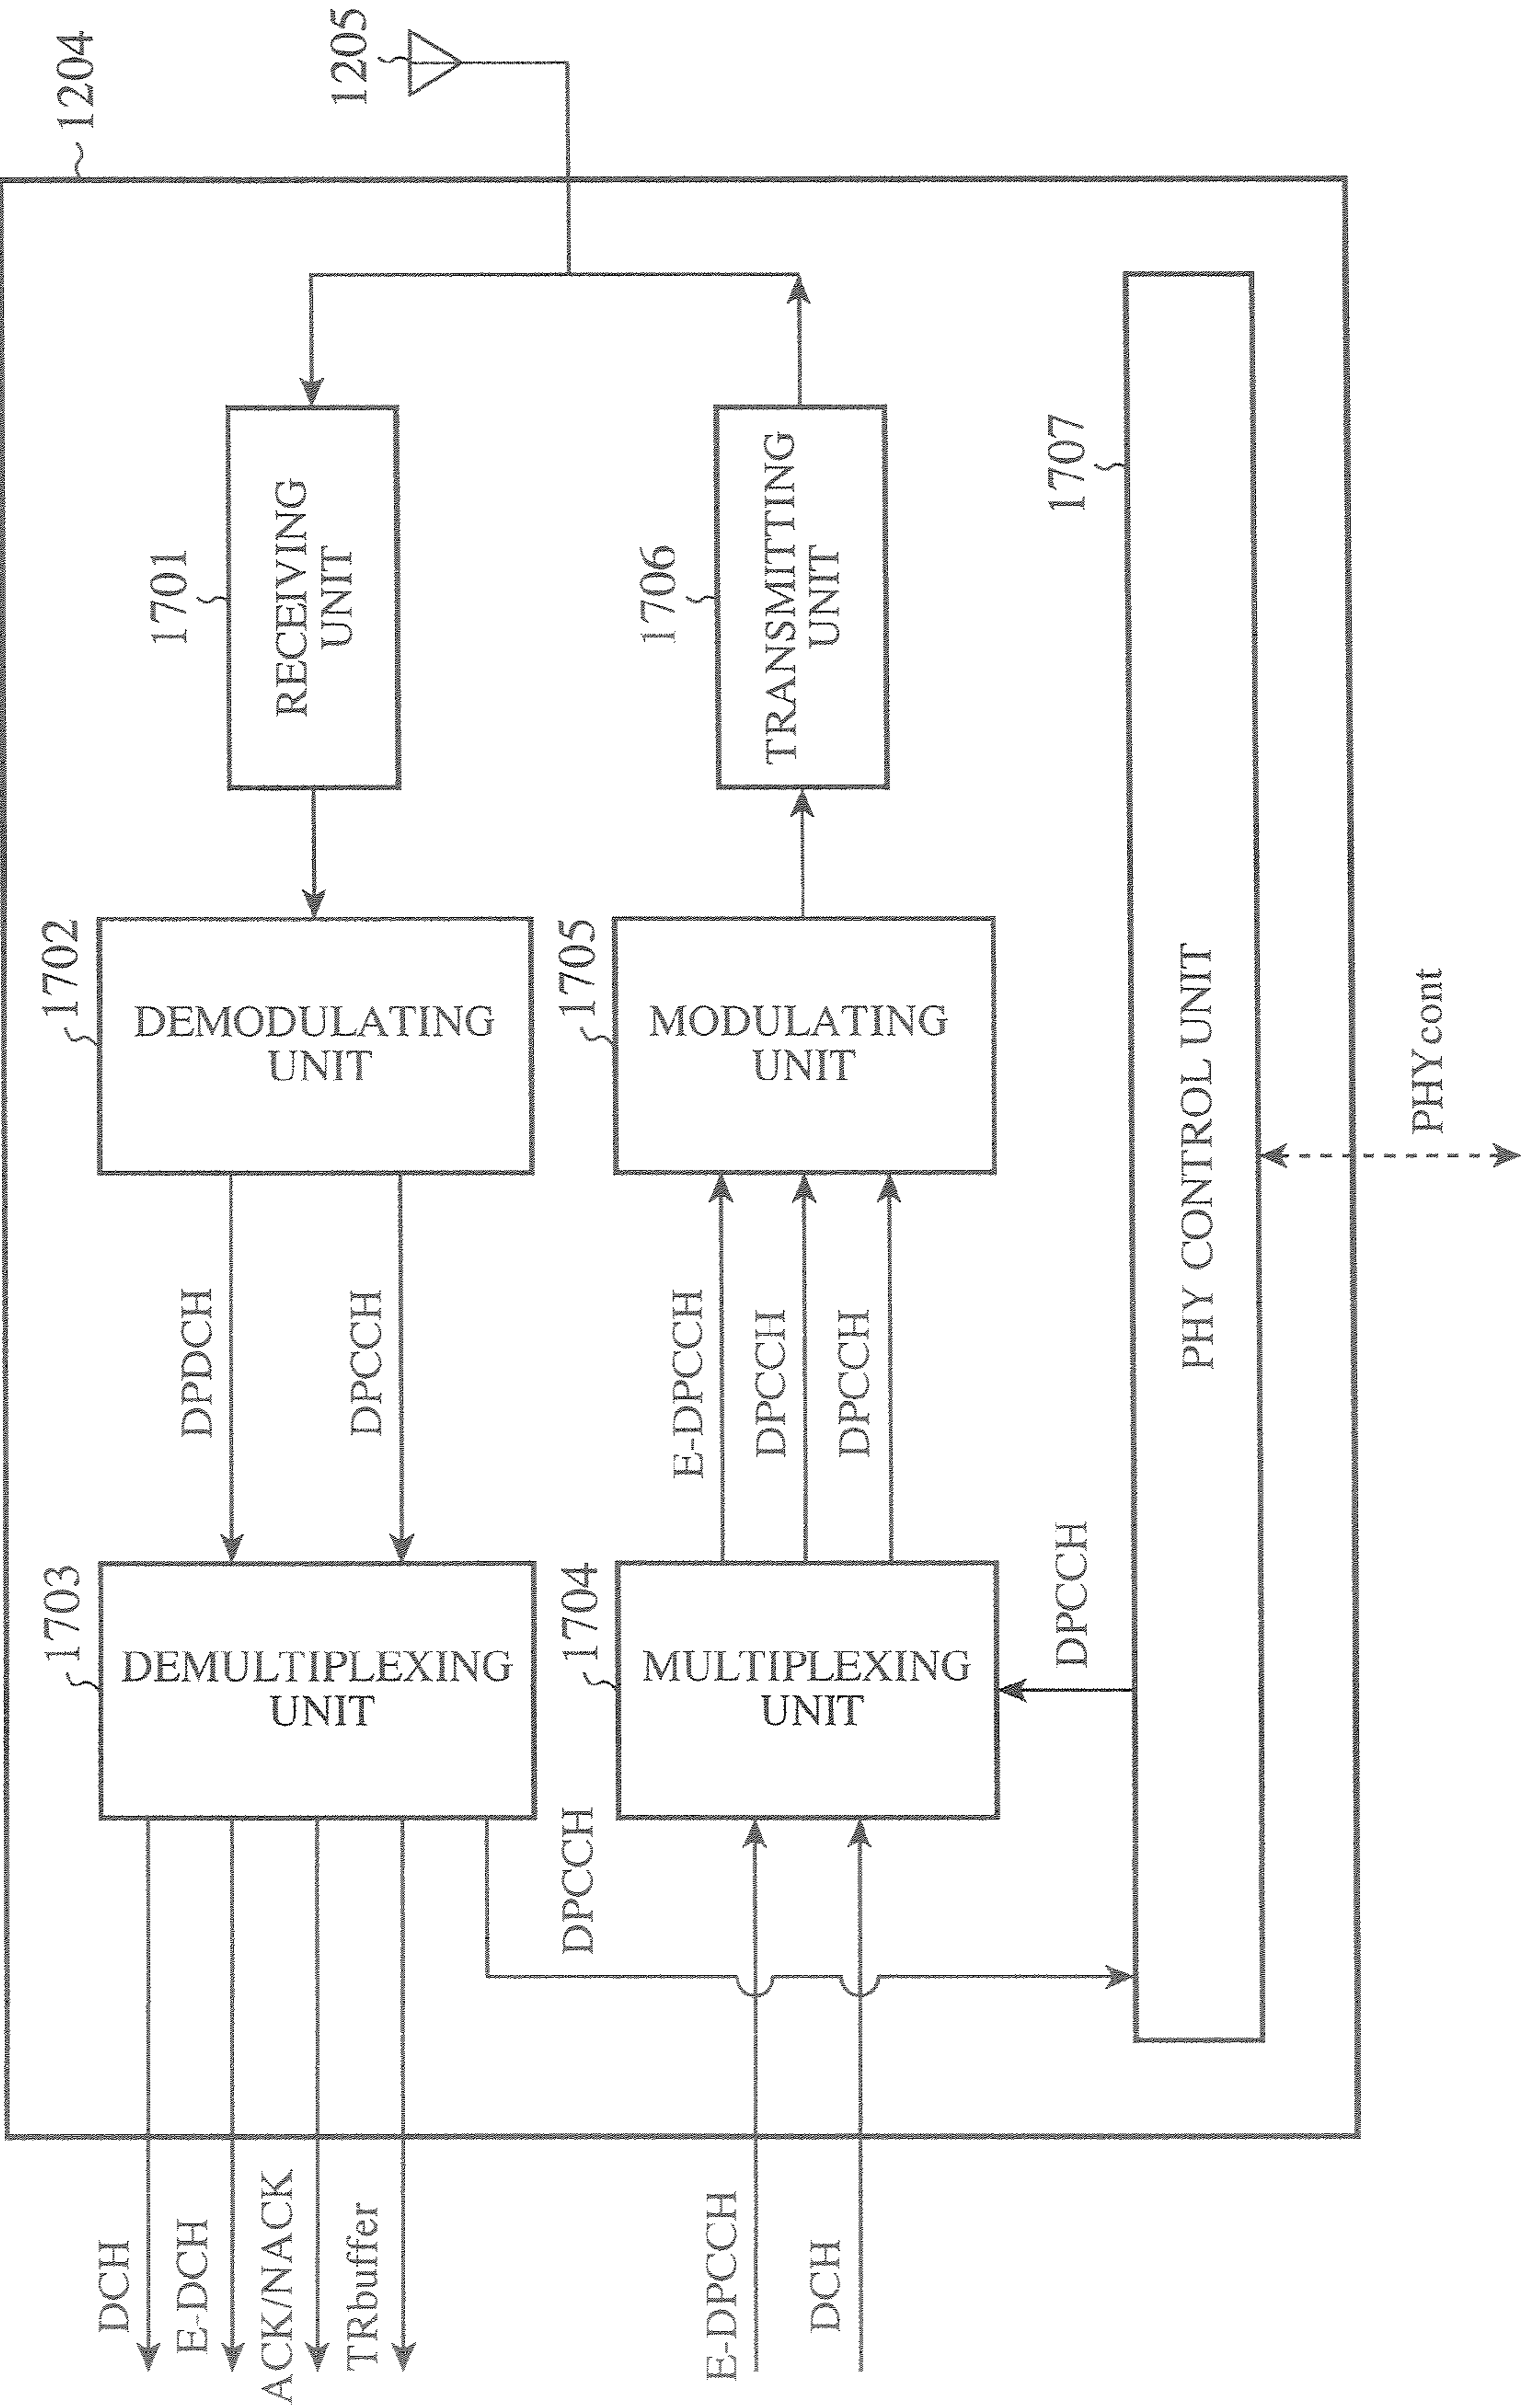 1204
1205
1701
RECEIVING
UNIT
1706
TRANSMITTING
UNIT
1707
1702
DEMODULATING
UNIT
1705
MODULATING
UNIT
PHY CONTROL UNIT
PHYcont
DPDCH
DPCCH
E-DPCCH
DPCCH
DPCCH
DPCCH
1703
DEMULTIPLEXING
UNIT
1704
MULTIPLEXING
UNIT
DPCCH
DCH
E-DCH
ACK/NACK
TRbuffer
E-DPCCH
DCH